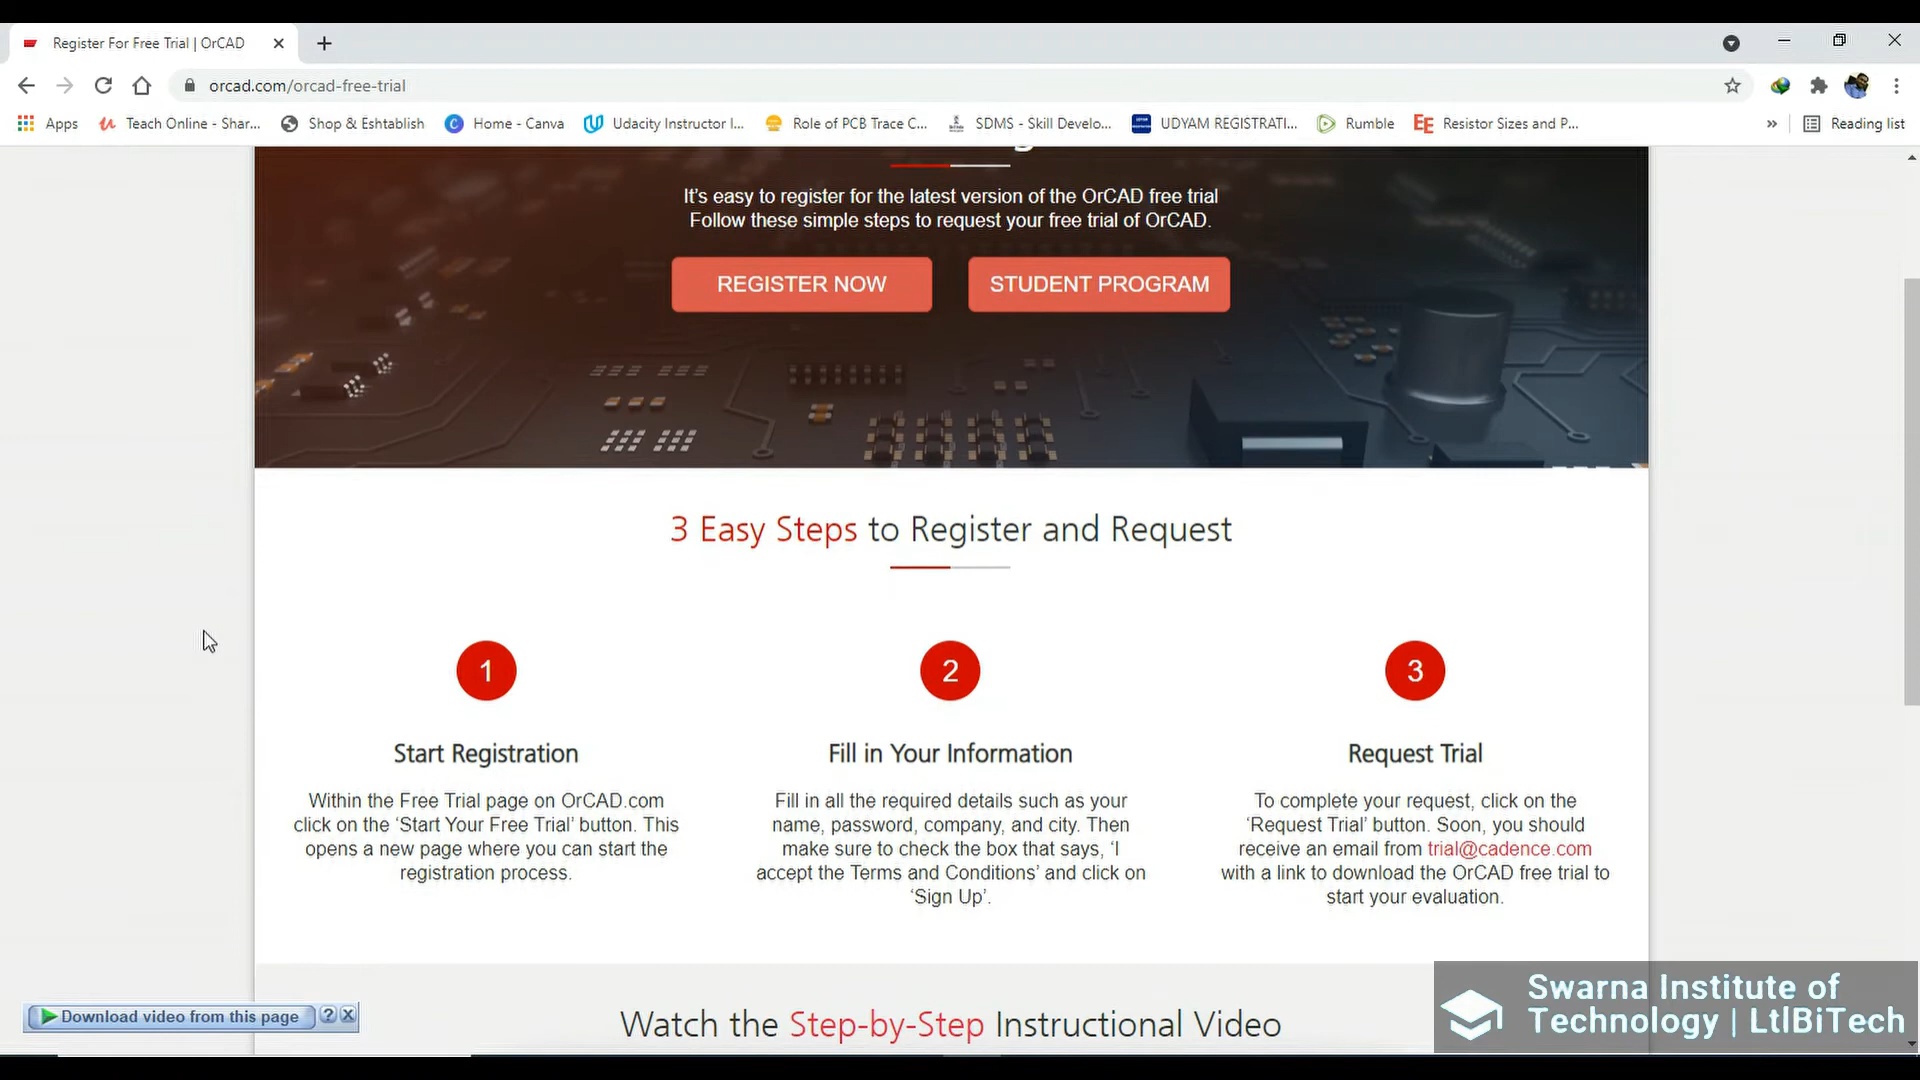 Register For Free Trial | OrCAD
orcad.com/orcad-free-trial
Apps
Teach Online - Shar...
Shop & Eshtablish
Home - Canva
Udacity Instructor I...
Role of PCB Trace C...
SDMS - Skill Develo...
UDYAM REGISTRATI...
Rumble
EE
Resistor Sizes and P...
»
Reading list
It's easy to register for the latest version of the OrCAD free trial
Follow these simple steps to request your free trial of OrCAD.
REGISTER NOW
STUDENT PROGRAM
3 Easy Steps to Register and Request
1
2
3
Start Registration
Within the Free Trial page on OrCAD.com
click on the ‘Start Your Free Trial’ button. This
opens a new page where you can start the
registration process.
Fill in Your Information
Fill in all the required details such as your
name, password, company, and city. Then
make sure to check the box that says, ‘I
accept the Terms and Conditions’ and click on
‘Sign Up’.
Request Trial
To complete your request, click on the
‘Request Trial’ button. Soon, you should
receive an email from trial@cadence.com
with a link to download the OrCAD free trial to
start your evaluation.
Watch the Step-by-Step Instructional Video
Download video from this page
?
Swarna Institute of
Technology | LtlBiTech